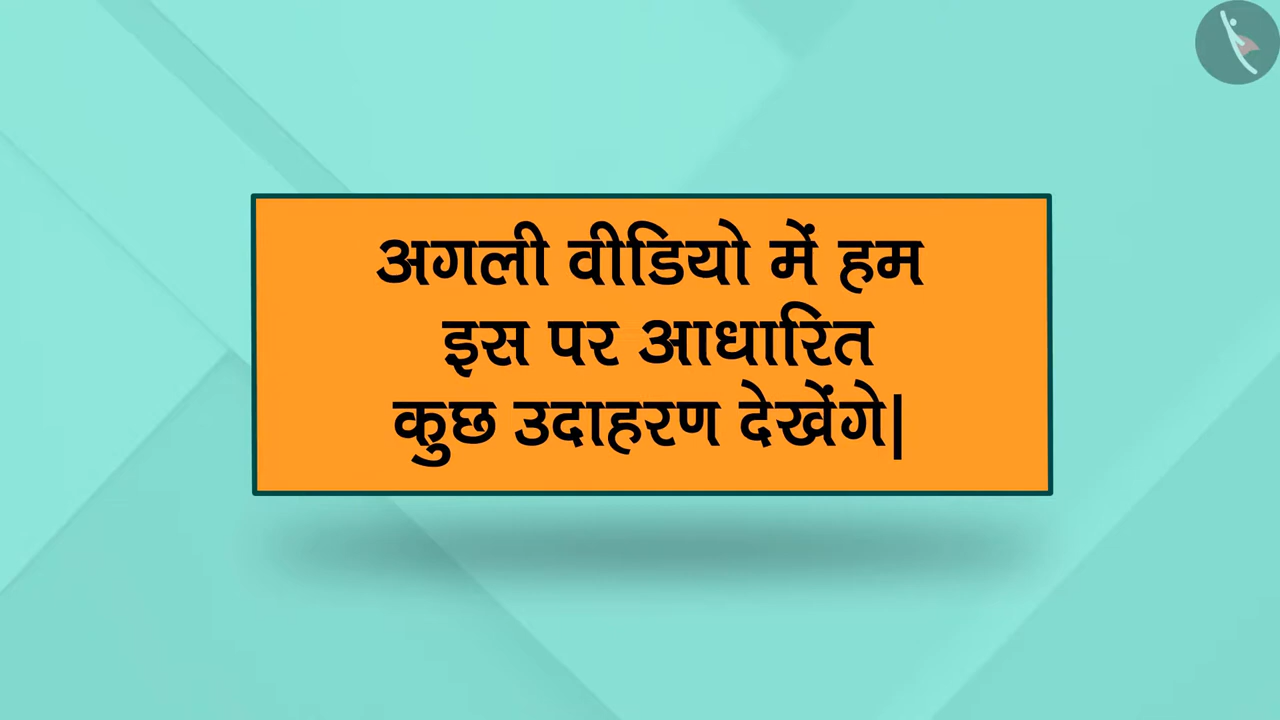 अगली वीडियो में हम
इस पर आधारित
कुछ उदाहरण देखेंगे|